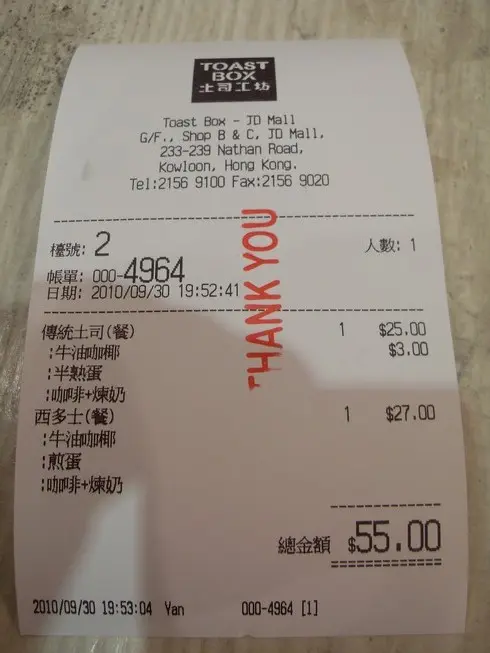 TOAST
BOX
土司工坊
Toast Box - JD Mall
G/F., Shop B & C, JD Mall,
233-239 Nathan Road,
Kowloon, Hong Kong.
Tel:2156 9100 Fax:2156 9020
檯號: 2 人數: 1
帳單: 000-4964
日期: 2010/09/30 19:52:41
THANK YOU
傳統土司(餐) 1 $25.00
:牛油咖椰 $3.00
:半熟蛋
:咖啡+煉奶
西多士(餐) 1 $27.00
:牛油咖椰
:煎蛋
:咖啡+煉奶
總金額 $55.00
2010/09/30 19:53:04 Yan 000-4964 [1]